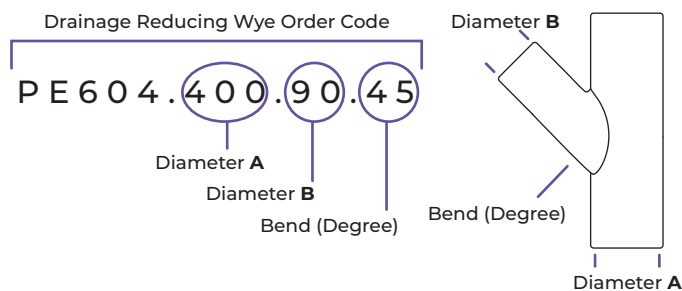 Drainage Reducing Wye Order Code
PE604.400.90.45
Diameter A
Diameter B
Bend (Degree)
Diameter B
Bend (Degree)
Diameter A